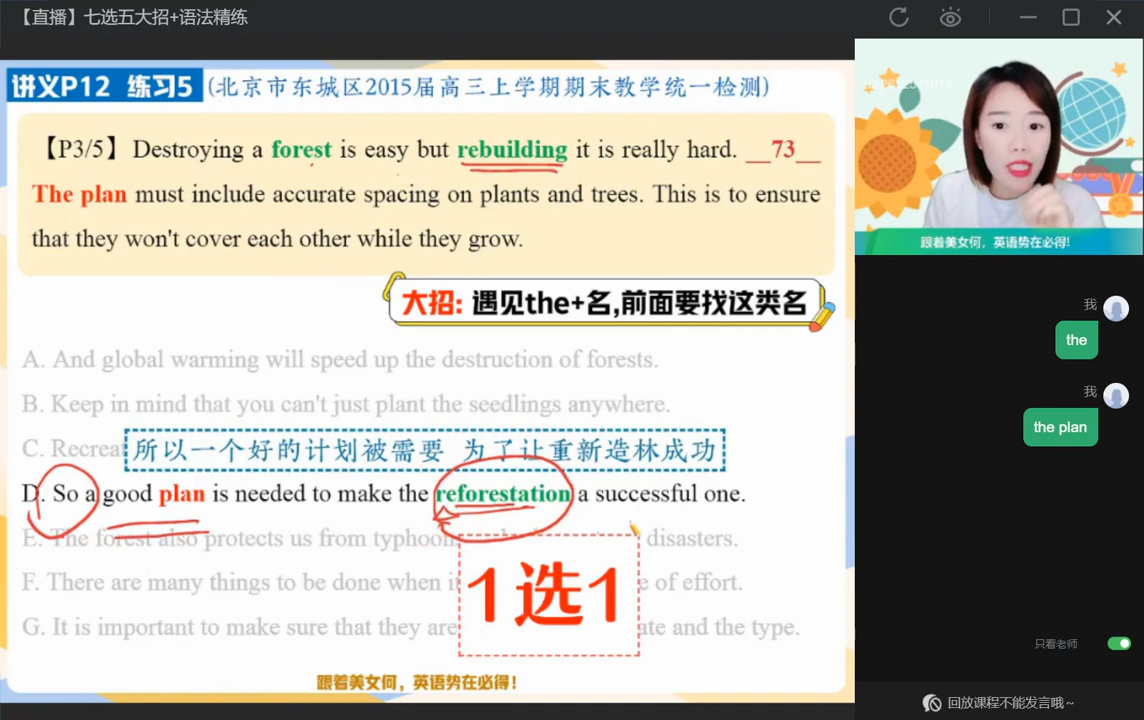 【直播】七选五大招+语法精练
讲义P12 练习5 (北京市东城区2015届高三上学期期末教学统一检测)
【P3/5】Destroying a forest is easy but rebuilding it is really hard. __73__
The plan must include accurate spacing on plants and trees. This is to ensure
that they won't cover each other while they grow.
大招: 遇见the+名,前面要找这类名
A. And global warming will speed up the destruction of forests.
B. Keep in mind that you can't just plant the seedlings anywhere.
C. Recreat
所以一个好的计划被需要 为了让重新造林成功
D. So a good plan is needed to make the reforestation a successful one.
E. The forest also protects us from typhoon disasters.
F. There are many things to be done when it e of effort.
G. It is important to make sure that they are ate and the type.
1选1
跟着美女何，英语势在必得!
跟着美女何，英语势在必得!
我
the
我
the plan
只看老师
回放课程不能发言哦~